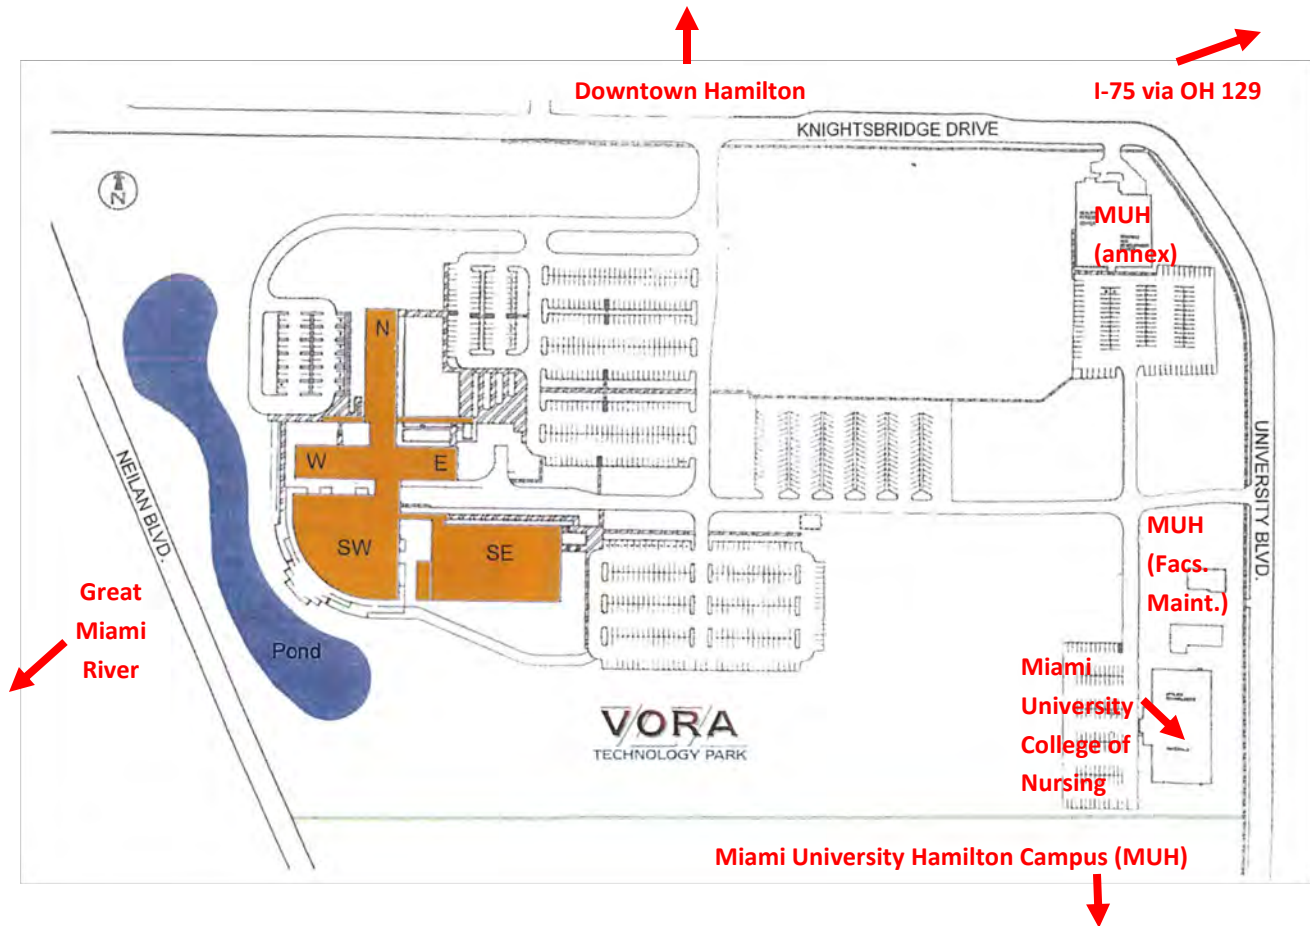 Downtown Hamilton
I-75 via OH 129
KNIGHTSBRIDGE DRIVE
N
MUH
(annex)
N
W
E
SW
SE
NEILAN BLVD.
UNIVERSITY BLVD.
MUH
(Facs.
Maint.)
Great
Miami
River
Pond
Miami
University
College of
Nursing
VORA
TECHNOLOGY PARK
Miami University Hamilton Campus (MUH)